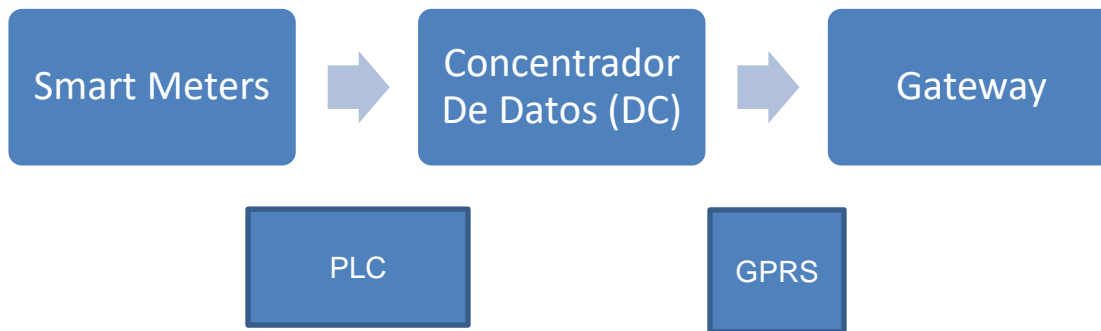 Smart Meters
Concentrador
De Datos (DC)
Gateway
PLC
GPRS